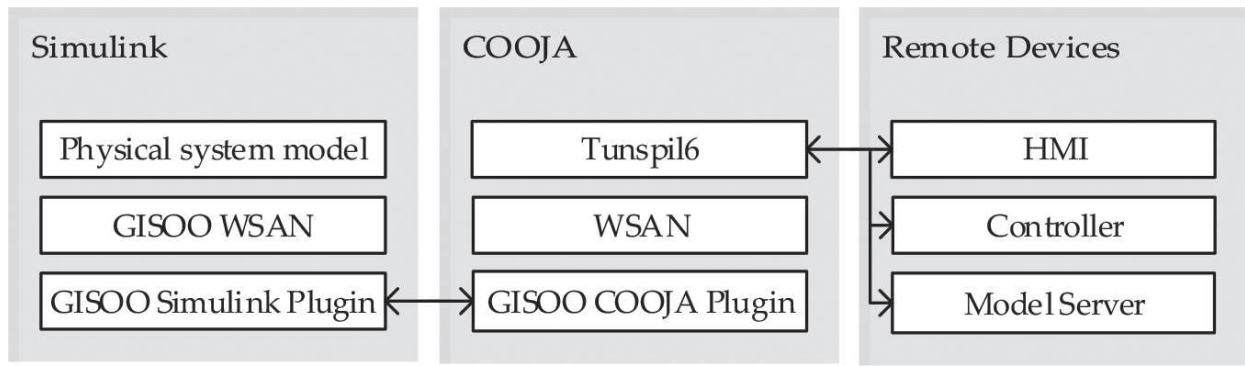 Simulink
Physical system model
GISOO WSAN
GISOO Simulink Plugin
COOJA
Tunspil6
WSAN
GISOO COOJA Plugin
Remote Devices
HMI
Controller
Model Server